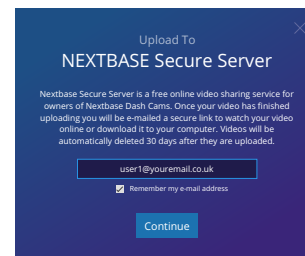 Upload To
NEXTBASE Secure Server
Nextbase Secure Server is a free online video sharing service for
owners of Nextbase Dash Cams. Once your video has finished
uploading you will be e-mailed a secure link to watch your video
online or download it to your computer. Videos will be
automatically deleted 30 days after they are uploaded.
user1@youremail.co.uk
Remember my e-mail address
Continue